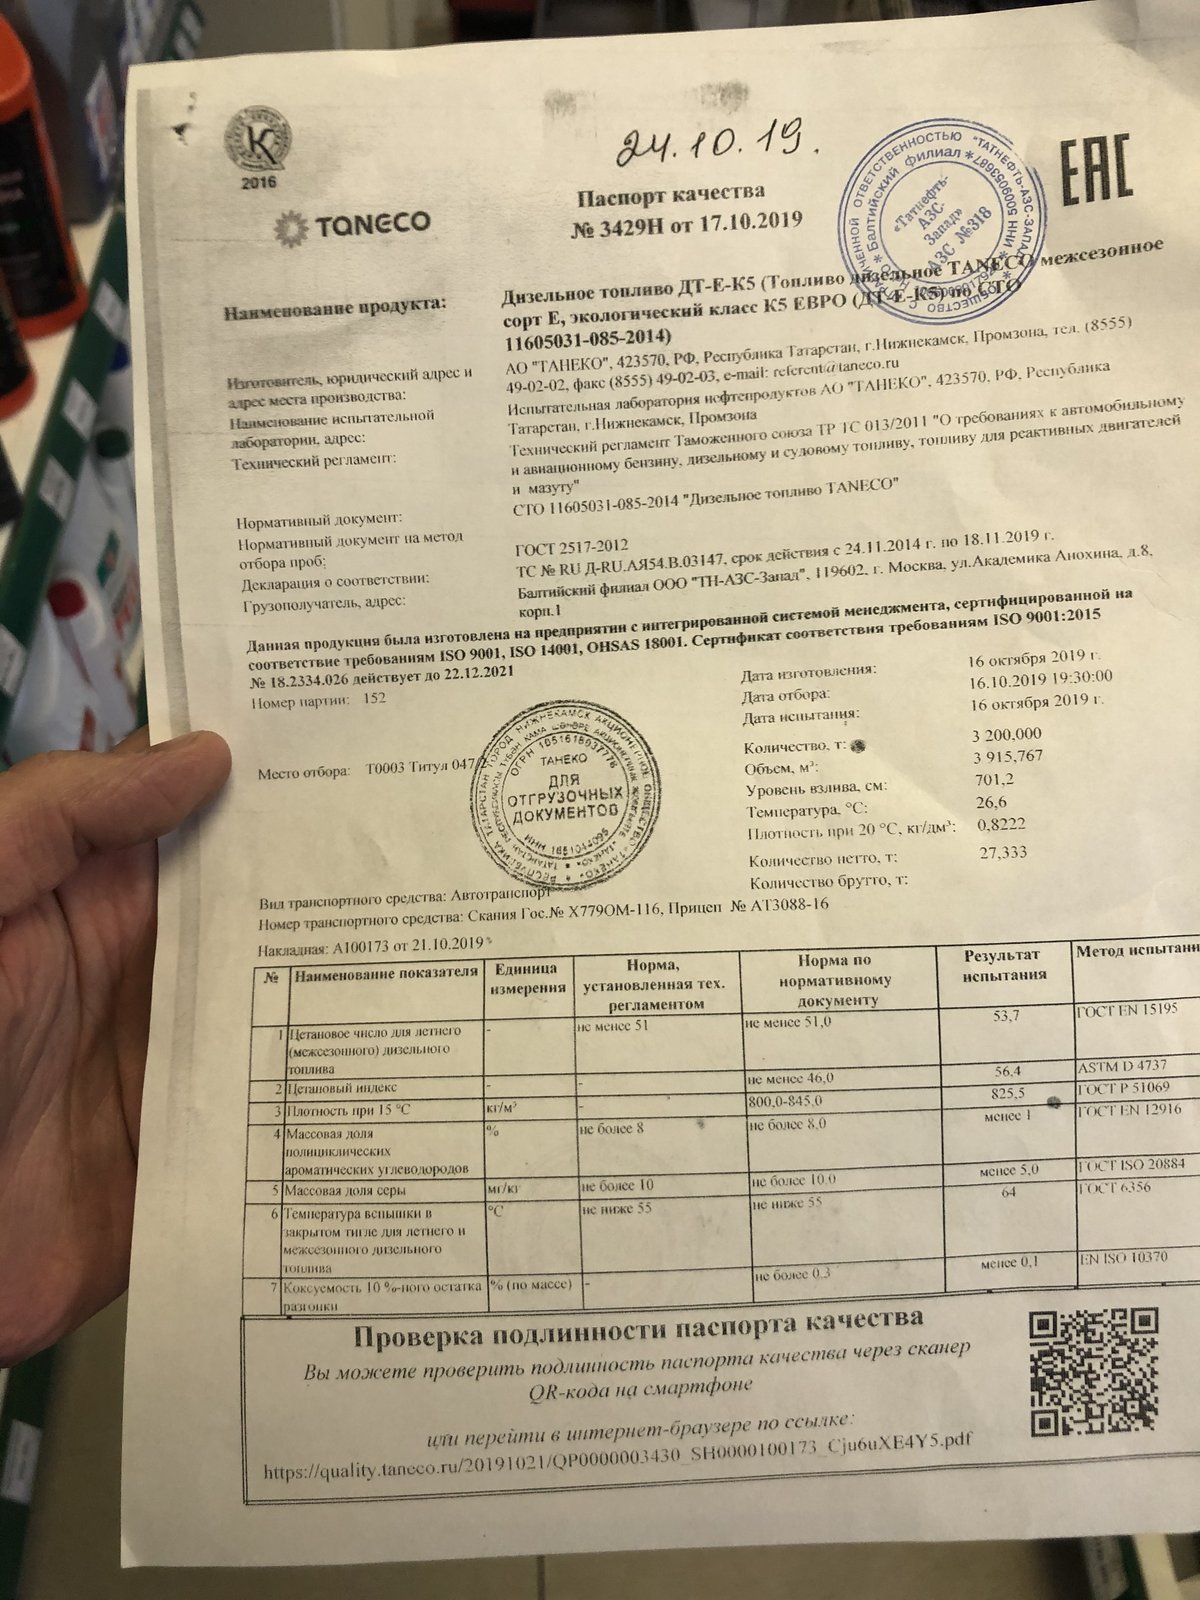 24.10.19.
К
2016
TANECO
EAC
Паспорт качества
№ 3429Н от 17.10.2019
ОБЩЕСТВО С ОГРАНИЧЕННОЙ ОТВЕТСТВЕННОСТЬЮ "ТАТНЕФТЬ-АЗС-ЗАПАД"
Балтийский филиал
ИНН 5009053687
«Татнефть-
АЗС-
Запад»
АЗС №318
Наименование продукта:
Дизельное топливо ДТ-Е-К5 (Топливо дизельное TANECO межсезонное
сорт Е, экологический класс К5 ЕВРО (ДТ-Е-К5) по СТО
11605031-085-2014)
Изготовитель, юридический адрес и
адрес места производства:
АО "ТАНЕКО", 423570, РФ, Республика Татарстан, г.Нижнекамск, Промзона, тел. (8555)
49-02-02, факс (8555) 49-02-03, e-mail: referent@taneco.ru
Наименование испытательной
лаборатории, адрес:
Испытательная лаборатория нефтепродуктов АО "ТАНЕКО", 423570, РФ, Республика
Татарстан, г.Нижнекамск, Промзона
Технический регламент:
Технический регламент Таможенного союза ТР ТС 013/2011 "О требованиях к автомобильному
и авиационному бензину, дизельному и судовому топливу, топливу для реактивных двигателей
и мазуту"
Нормативный документ:
СТО 11605031-085-2014 "Дизельное топливо TANECO"
Нормативный документ на метод
отбора проб:
ГОСТ 2517-2012
Декларация о соответствии:
ТС № RU Д-RU.АЯ54.В.03147, срок действия с 24.11.2014 г. по 18.11.2019 г.
Грузополучатель, адрес:
Балтийский филиал ООО "ТН-АЗС-Запад", 119602, г. Москва, ул.Академика Анохина, д.8,
корп.1
Данная продукция была изготовлена на предприятии с интегрированной системой менеджмента, сертифицированной на
соответствие требованиям ISO 9001, ISO 14001, OHSAS 18001. Сертификат соответствия требованиям ISO 9001:2015
№ 18.2334.026 действует до 22.12.2021
Номер партии: 152
Дата изготовления: 16 октября 2019 г.
Дата отбора: 16.10.2019 19:30:00
Дата испытания: 16 октября 2019 г.
Место отбора: Т0003 Титул 047
Количество, т: 3 200,000
Объем, м³: 3 915,767
Уровень взлива, см: 701,2
Температура, °С: 26,6
Плотность при 20 °С, кг/дм³: 0,8222
Количество нетто, т: 27,333
Количество брутто, т:
ТАНЕКО
ДЛЯ
ОТГРУЗОЧНЫХ
ДОКУМЕНТОВ
Вид транспортного средства: Автотранспорт
Номер транспортного средства: Скания Гос.№ Х779ОМ-116, Прицеп № АТ3088-16
Накладная: А100173 от 21.10.2019
№ Наименование показателя Единица измерения Норма, установленная тех. регламентом Норма по нормативному документу Результат испытания Метод испытани
1 Цетановое число для летнего (межсезонного) дизельного топлива - не менее 51 не менее 51,0 53,7 ГОСТ EN 15195
2 Цетановый индекс - - не менее 46,0 56,4 ASTM D 4737
3 Плотность при 15 °С кг/м³ - 800,0-845,0 825,5 ГОСТ Р 51069
4 Массовая доля полициклических ароматических углеводородов % не более 8 не более 8,0 менее 1 ГОСТ EN 12916
5 Массовая доля серы мг/кг не более 10 не более 10,0 менее 5,0 ГОСТ ISO 20884
6 Температура вспышки в закрытом тигле для летнего и межсезонного дизельного топлива °С не ниже 55 не ниже 55 64 ГОСТ 6356
7 Коксуемость 10 %-ного остатка разгонки % (по массе) - не более 0.3 менее 0,1 EN ISO 10370
Проверка подлинности паспорта качества
Вы можете проверить подлинность паспорта качества через сканер
QR-кода на смартфоне
или перейти в интернет-браузере по ссылке:
https://quality.taneco.ru/20191021/QP0000003430_SH0000100173_Cju6uXE4Y5.pdf